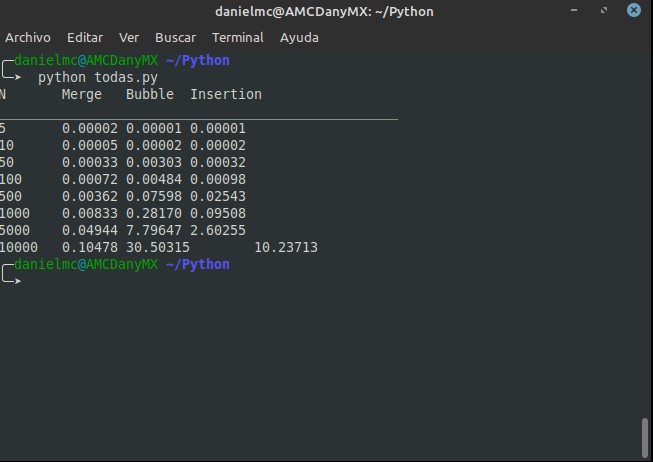 danielmc@AMCDanyMX: ~/Python
Archivo Editar Ver Buscar Terminal Ayuda
danielmc@AMCDanyMX ~/Python
python todas.py
N Merge Bubble Insertion
5 0.00002 0.00001 0.00001
10 0.00005 0.00002 0.00002
50 0.00033 0.00303 0.00032
100 0.00072 0.00484 0.00098
500 0.00362 0.07598 0.02543
1000 0.00833 0.28170 0.09508
5000 0.04944 7.79647 2.60255
10000 0.10478 30.50315 10.23713
danielmc@AMCDanyMX ~/Python